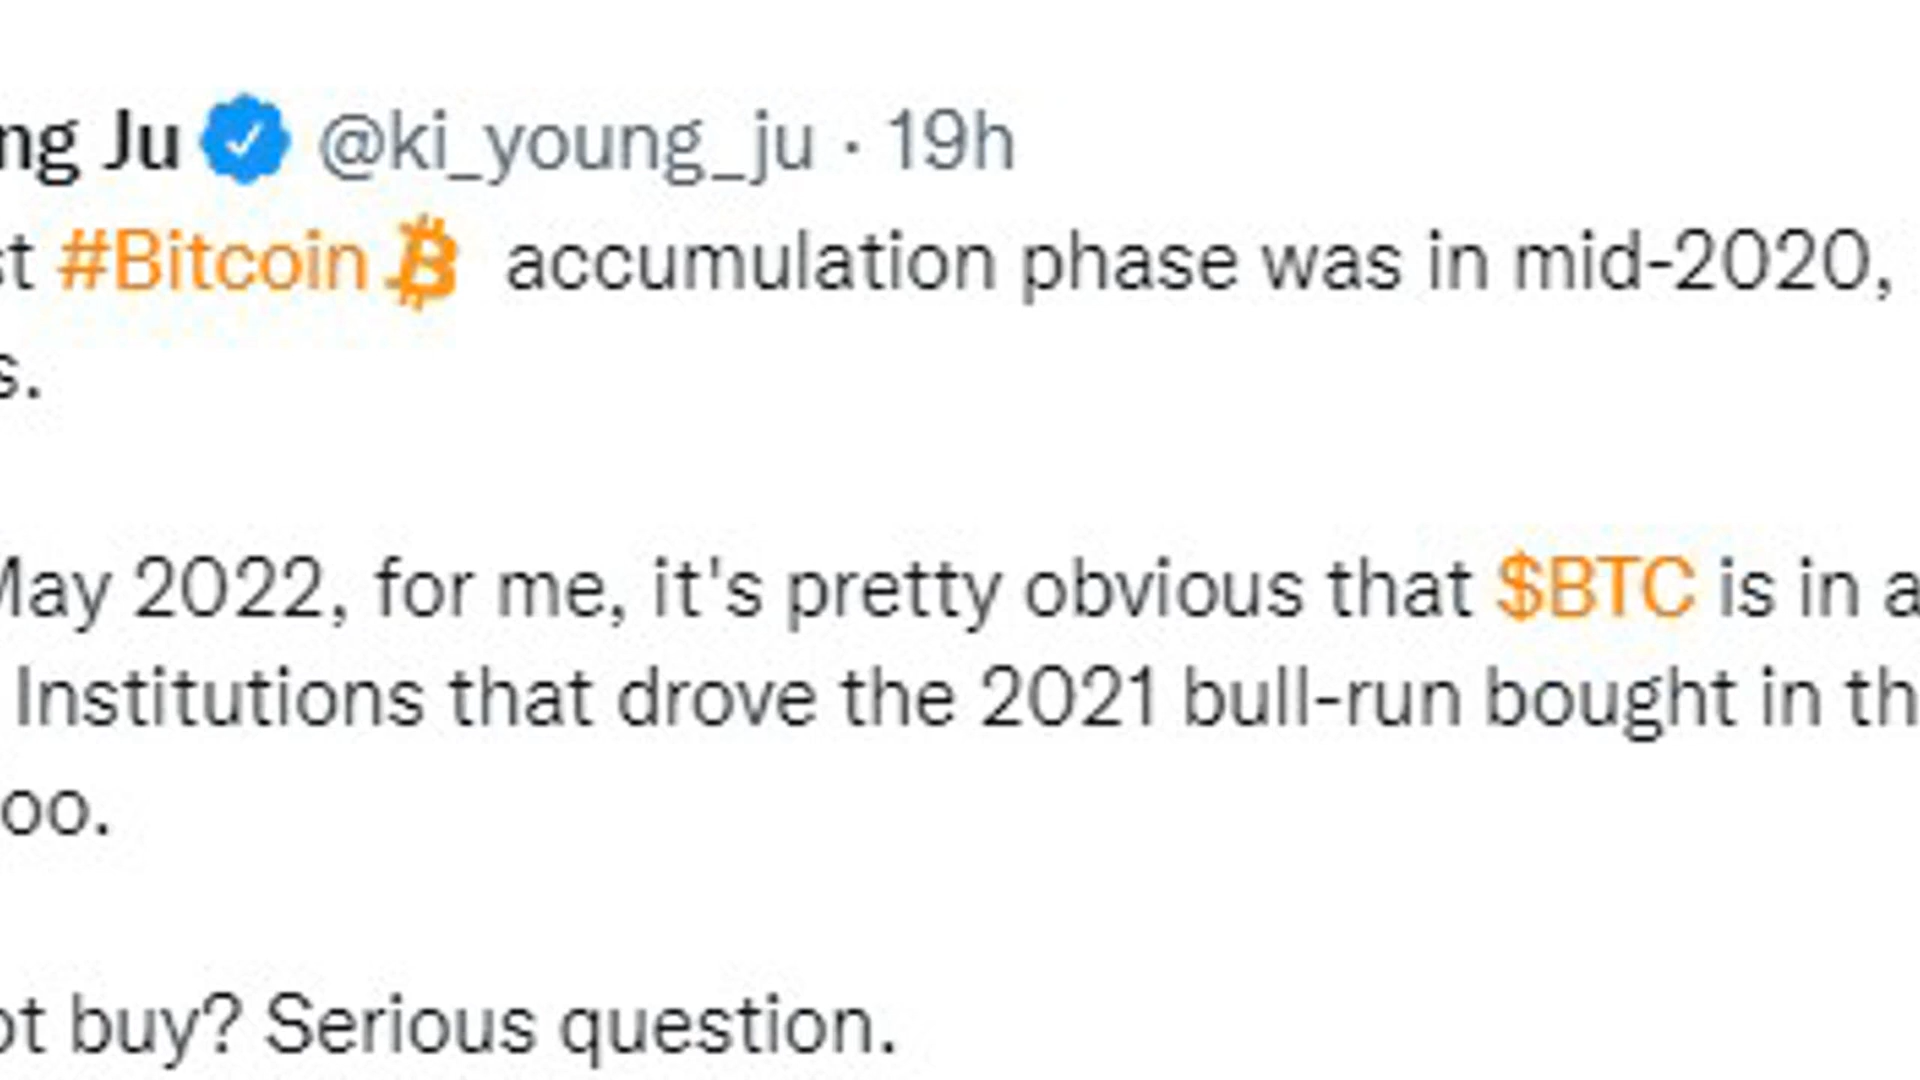 ng Ju @ki_young_ju · 19h
st #Bitcoin accumulation phase was in mid-2020,
s.
May 2022, for me, it's pretty obvious that $BTC is in a
Institutions that drove the 2021 bull-run bought in th
oo.
ot buy? Serious question.